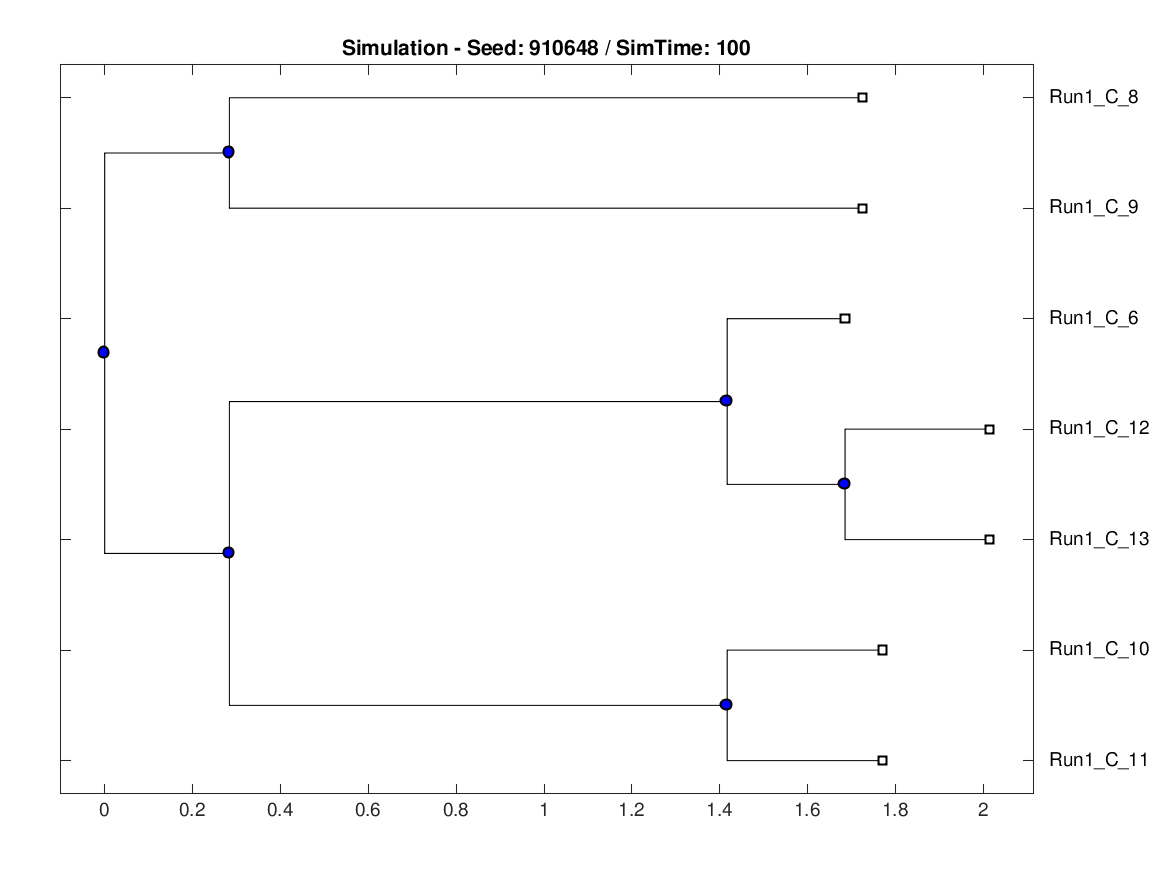 Simulation - Seed: 910648 / SimTime: 100
Run1_C_8
Run1_C_9
Run1_C_6
Run1_C_12
Run1_C_13
Run1_C_10
Run1_C_11
0 0.2 0.4 0.6 0.8 1 1.2 1.4 1.6 1.8 2